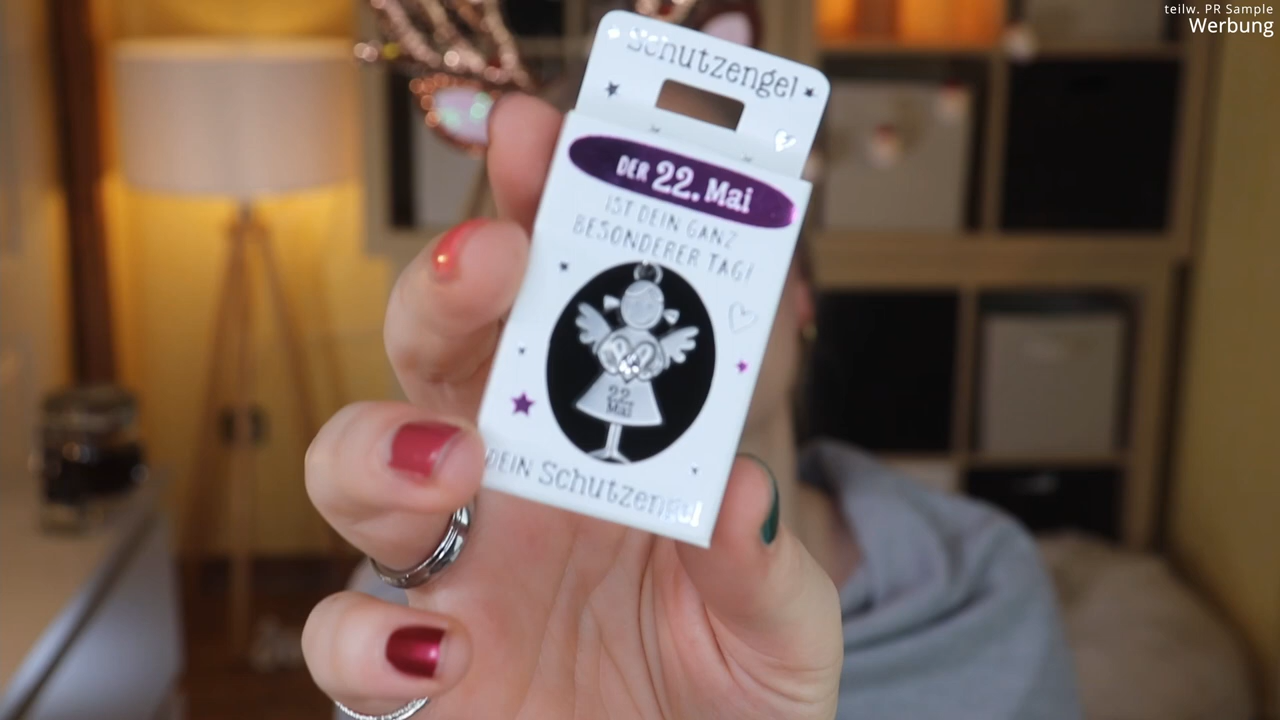 teilw. PR Sample
Werbung
Schutzengel
DER 22. Mai
IST DEIN GANZ
BESONDERER TAG!
22
Mai
DEIN Schutzengel